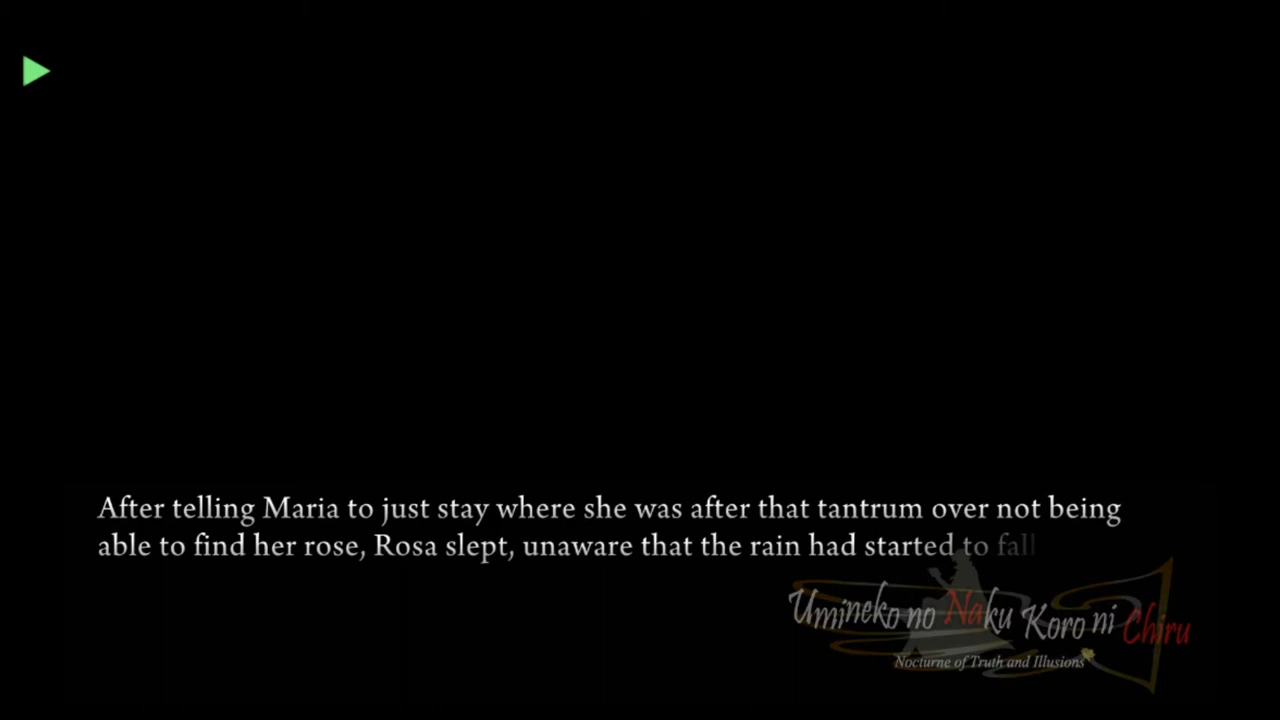 After telling Maria to just stay where she was after that tantrum over not being
able to find her rose, Rosa slept, unaware that the rain had started to fall
Umineko no Naku Koro ni Chiru
Nocturne of Truth and Illusions